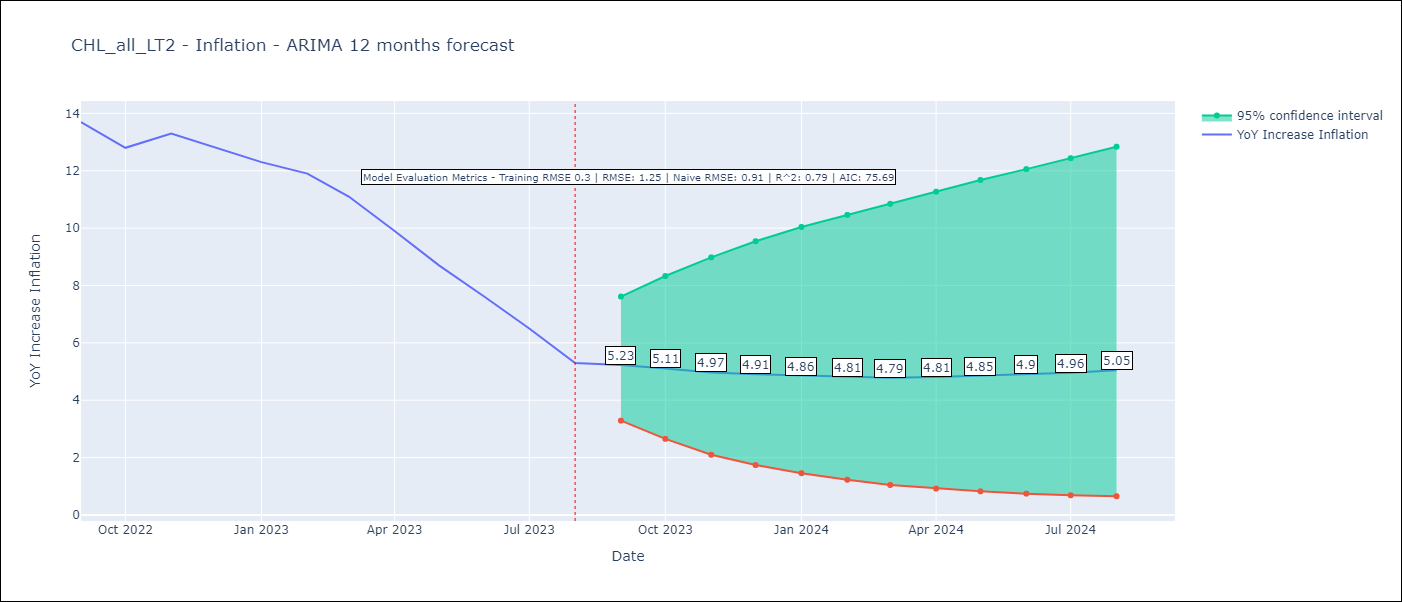 CHL_all_LT2 - Inflation - ARIMA 12 months forecast
95% confidence interval
YoY Increase Inflation
Model Evaluation Metrics - Training RMSE 0.3 | RMSE: 1.25 | Naive RMSE: 0.91 | R^2: 0.79 | AIC: 75.69
YoY Increase Inflation
14
12
10
8
6
4
2
0
5.23
5.11
4.97
4.91
4.86
4.81
4.79
4.81
4.85
4.9
4.96
5.05
Oct 2022
Jan 2023
Apr 2023
Jul 2023
Oct 2023
Jan 2024
Apr 2024
Jul 2024
Date